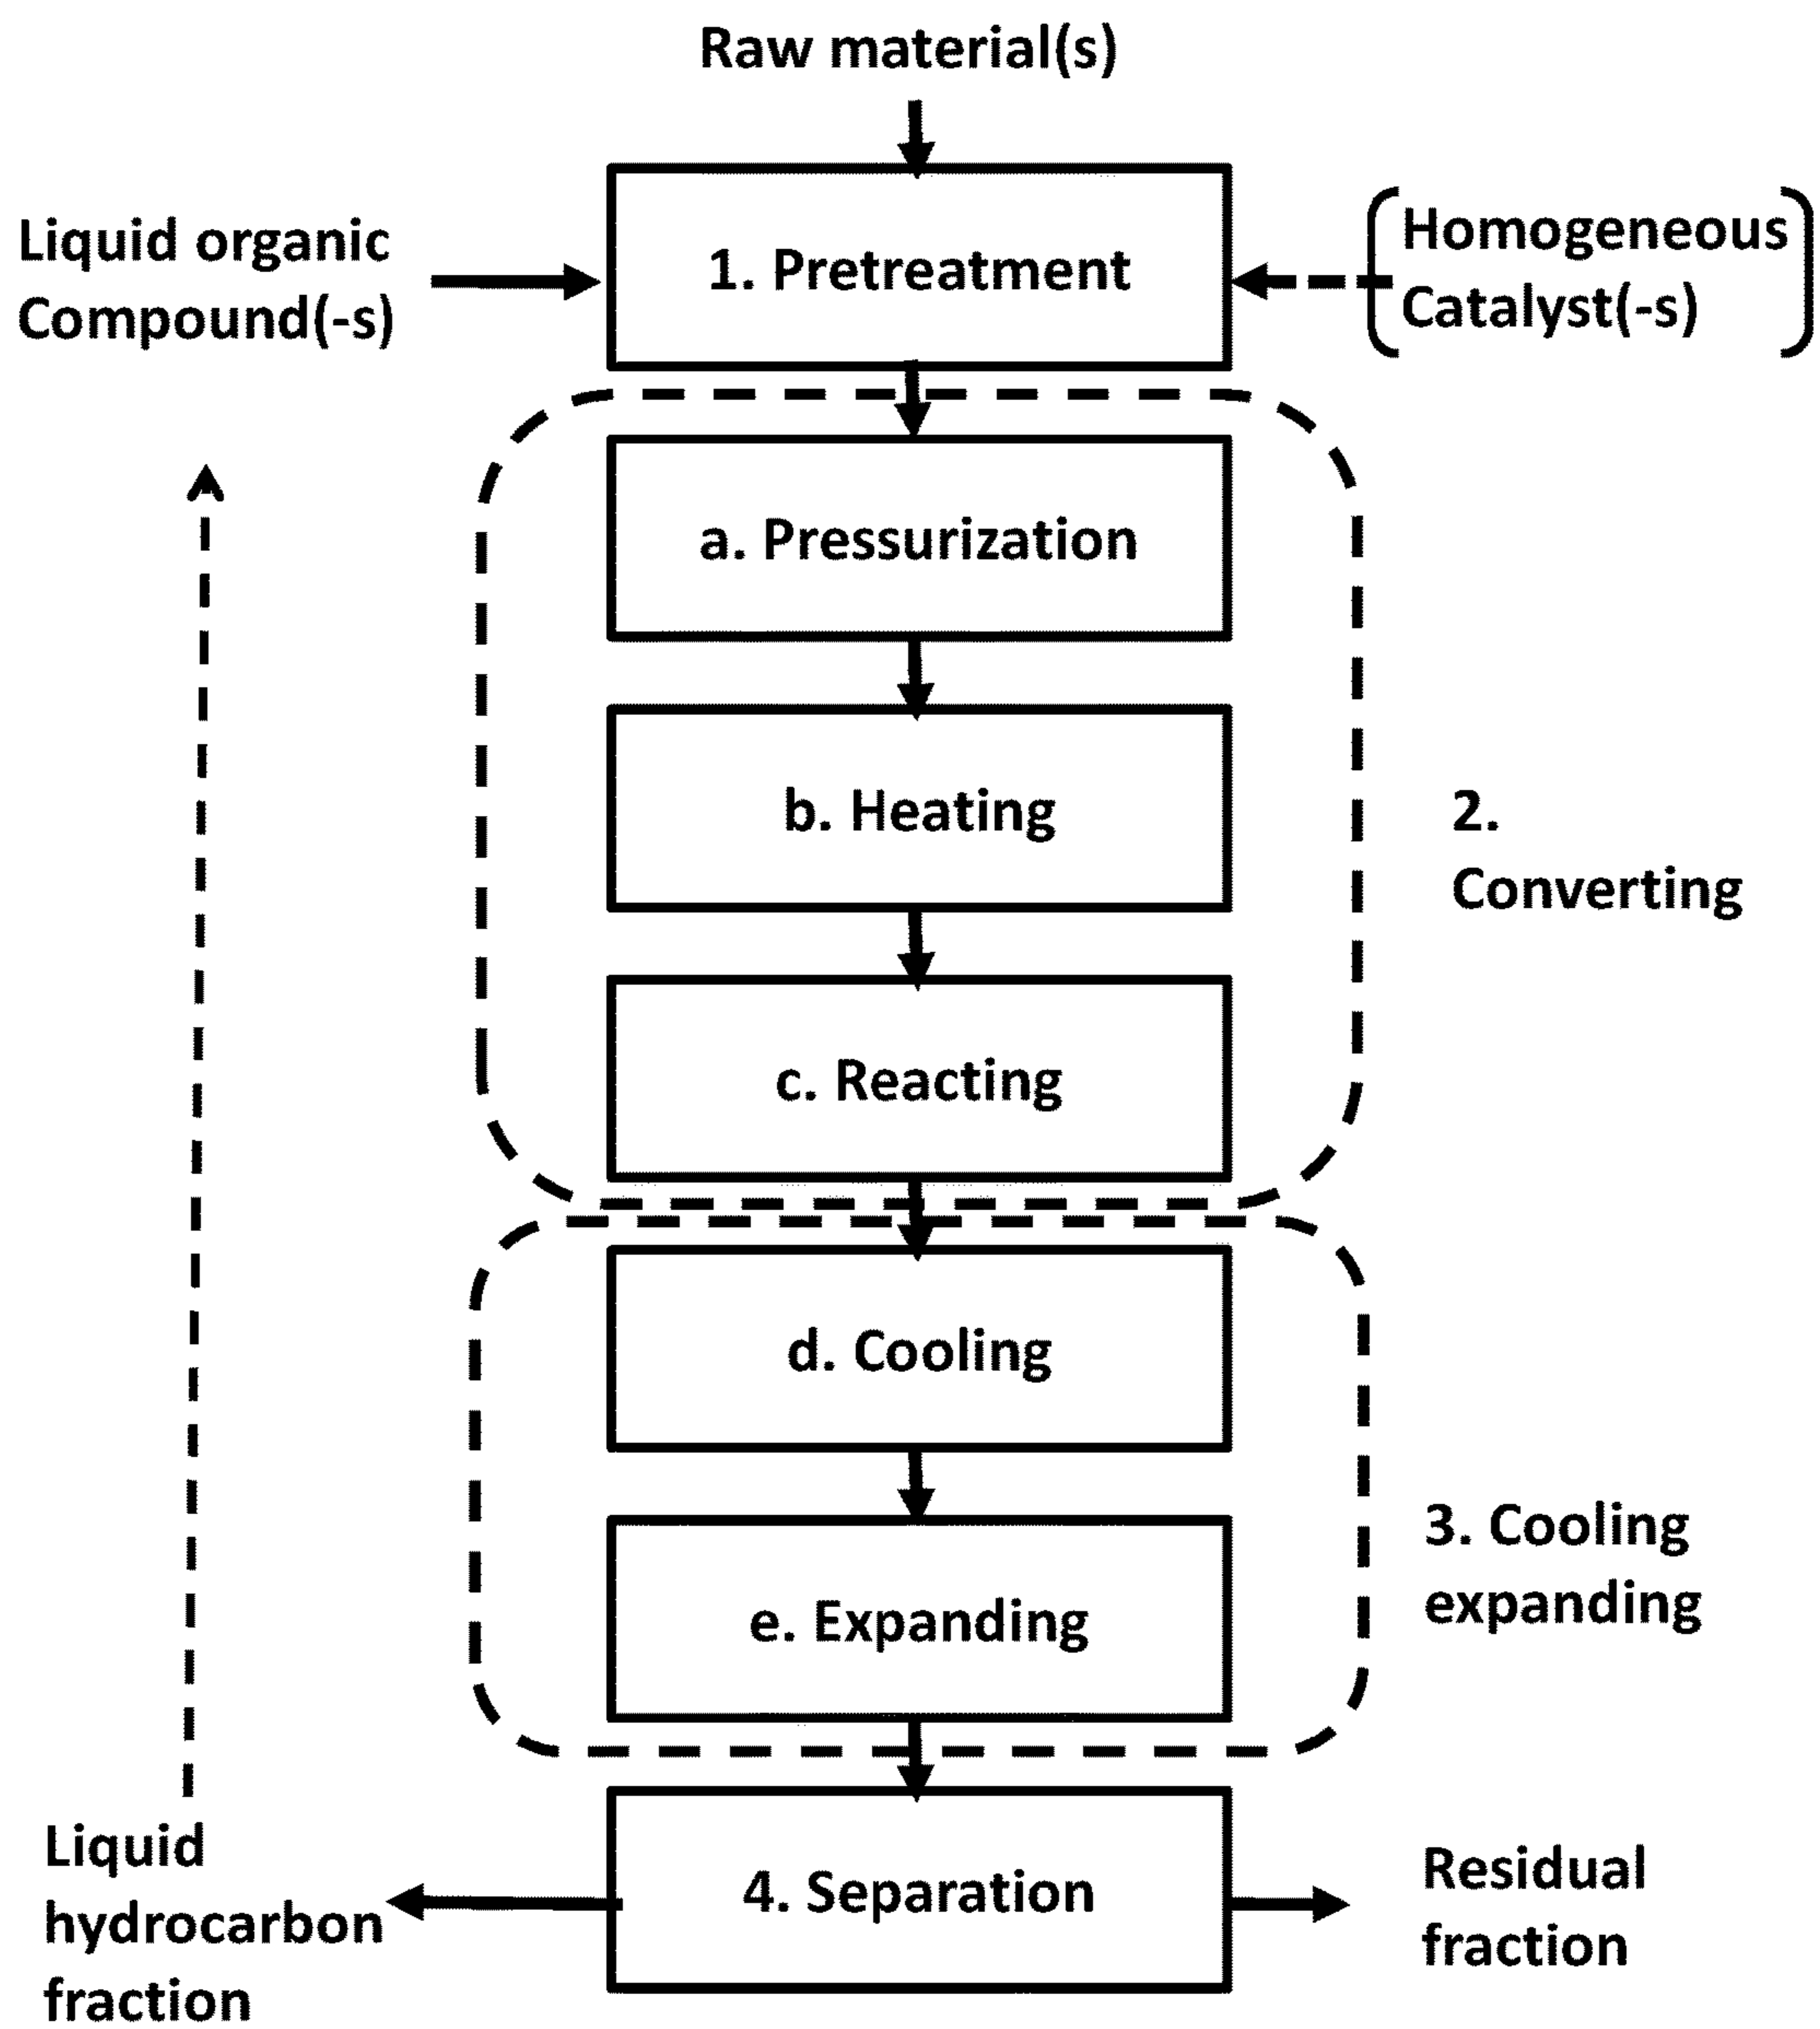 Raw material(s)
Liquid organic
Compound(-s)
1. Pretreatment
Homogeneous
Catalyst(-s)
a. Pressurization
b. Heating
2.
Converting
c. Reacting
d. Cooling
3. Cooling
expanding
e. Expanding
4. Separation
Liquid
hydrocarbon
fraction
Residual
fraction